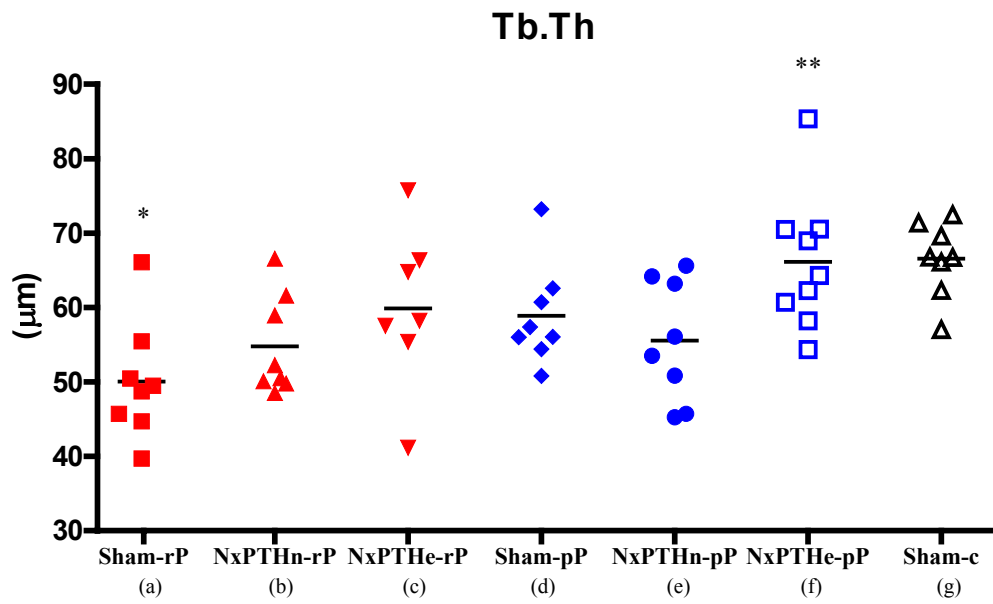 Tb.Th
**
90
80
*
70
(μm)
60
50
40
30
Sham-rP NxPTHn-rP NxPTHe-rP Sham-pP NxPTHn-pP NxPTHe-pP Sham-c
(a) (b) (c) (d) (e) (f) (g)